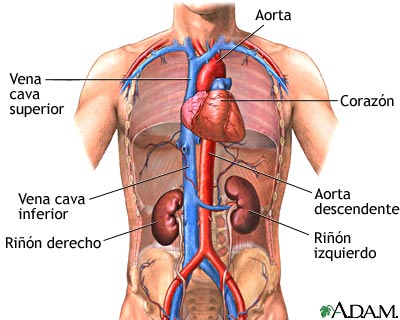 Aorta
Vena
cava
superior
Corazón
Vena cava
inferior
Aorta
descendente
Riñón derecho
Riñón
izquierdo
A.D.A.M.